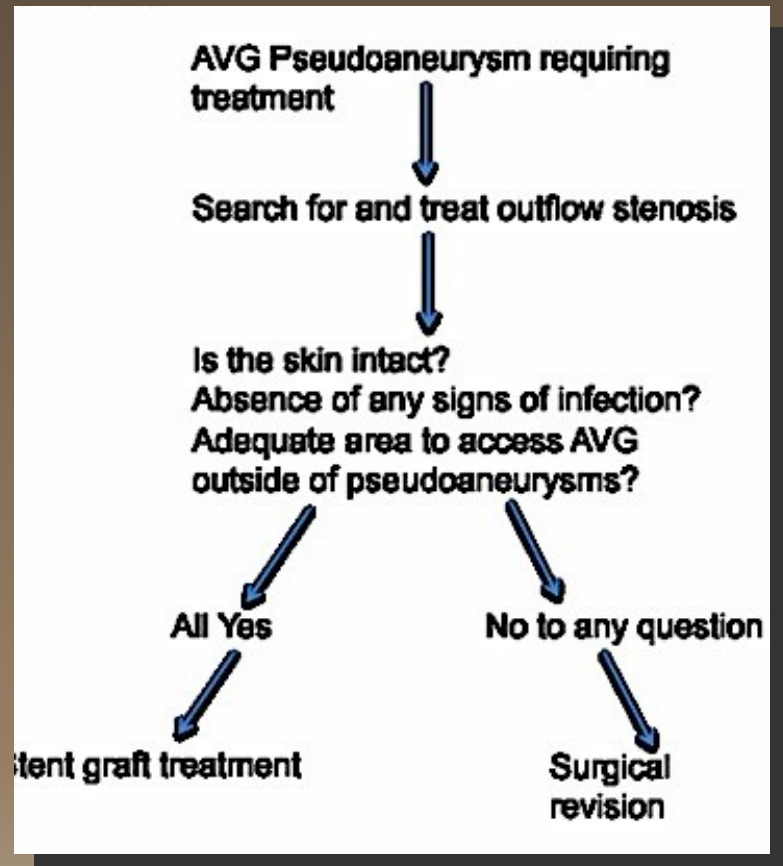 AVG Pseudoaneurysm requiring
treatment
Search for and treat outflow stenosis
Is the skin intact?
Absence of any signs of infection?
Adequate area to access AVG
outside of pseudoaneurysms?
All Yes
No to any question
tent graft treatment
Surgical
revision